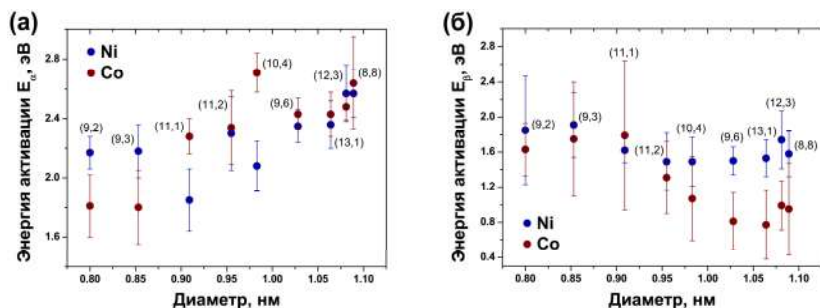 (а)
Энергия активации Eα, эВ
2.8
2.4
2.0
1.6
Ni
Co
(9,2)
(9,3)
(11,1)
(11,2)
(10,4)
(9,6)
(12,3)
(8,8)
(13,1)
0.80 0.85 0.90 0.95 1.00 1.05 1.10
Диаметр, нм
(б)
Энергия активации Eβ, эВ
2.8
2.4
2.0
1.6
1.2
0.8
0.4
(9,2)
(9,3)
(11,1)
(11,2)
(10,4)
(9,6)
(13,1)
(12,3)
(8,8)
Ni
Co
0.80 0.85 0.90 0.95 1.00 1.05 1.10
Диаметр, нм